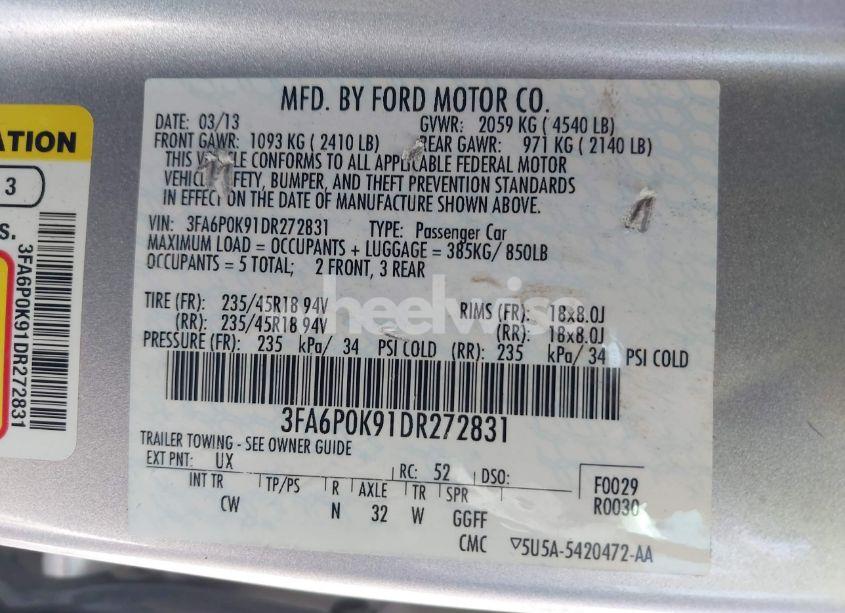 MFD. BY FORD MOTOR CO.
DATE: 03/13 GVWR: 2059 KG ( 4540 LB)
FRONT GAWR: 1093 KG ( 2410 LB) REAR GAWR: 971 KG ( 2140 LB)
THIS CONFORMS TO ALL APPLICABLE FEDERAL MOTOR
BUMPER, AND THEFT PREVENTION STANDARDS
IN EFFECT ON THE DATE OF MANUFACTURE SHOWN ABOVE.
VIN: 3FA6P0K91DR272831 TYPE: Passenger Car
MAXIMUM LOAD = OCCUPANTS + LUGGAGE = 385KG/ 850LB
OCCUPANTS = 5 TOTAL; 2 FRONT, 3 REAR
TIRE (FR): 235/45R18 94V RIMS (FR): 18x8.0J
(RR): 235/45R18 94V (RR): 18x8.0J
PRESSURE (FR): 235 kPa/ 34 PSI COLD (RR): 235 kPa/ 34 PSI COLD
heelwise
3FA6P0K91DR272831
TRAILER TOWING - SEE OWNER GUIDE
EXT PNT: UX RC: 52 DSO:
INT TR TP/PS R AXLE TR SPR
CW N 32 W GGFF
CMC
F0029
R0030
▽5U5A-5420472-AA
ATION
3
S.
3FA6P0K91DR272831